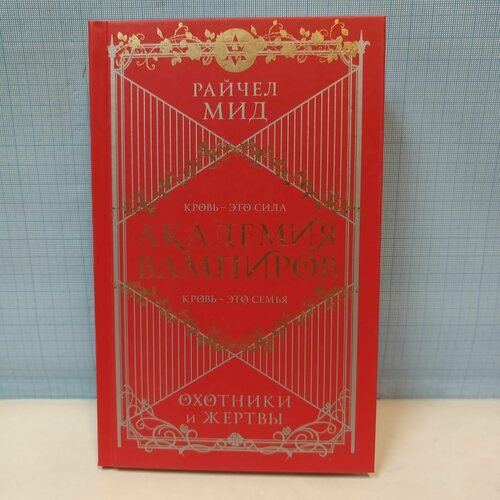 РАЙЧЕЛ
МИД
КРОВЬ – ЭТО СИЛА
АКАДЕМИЯ
ВАМПИРОВ
КРОВЬ – ЭТО СЕМЬЯ
ОХОТНИКИ
и ЖЕРТВЫ